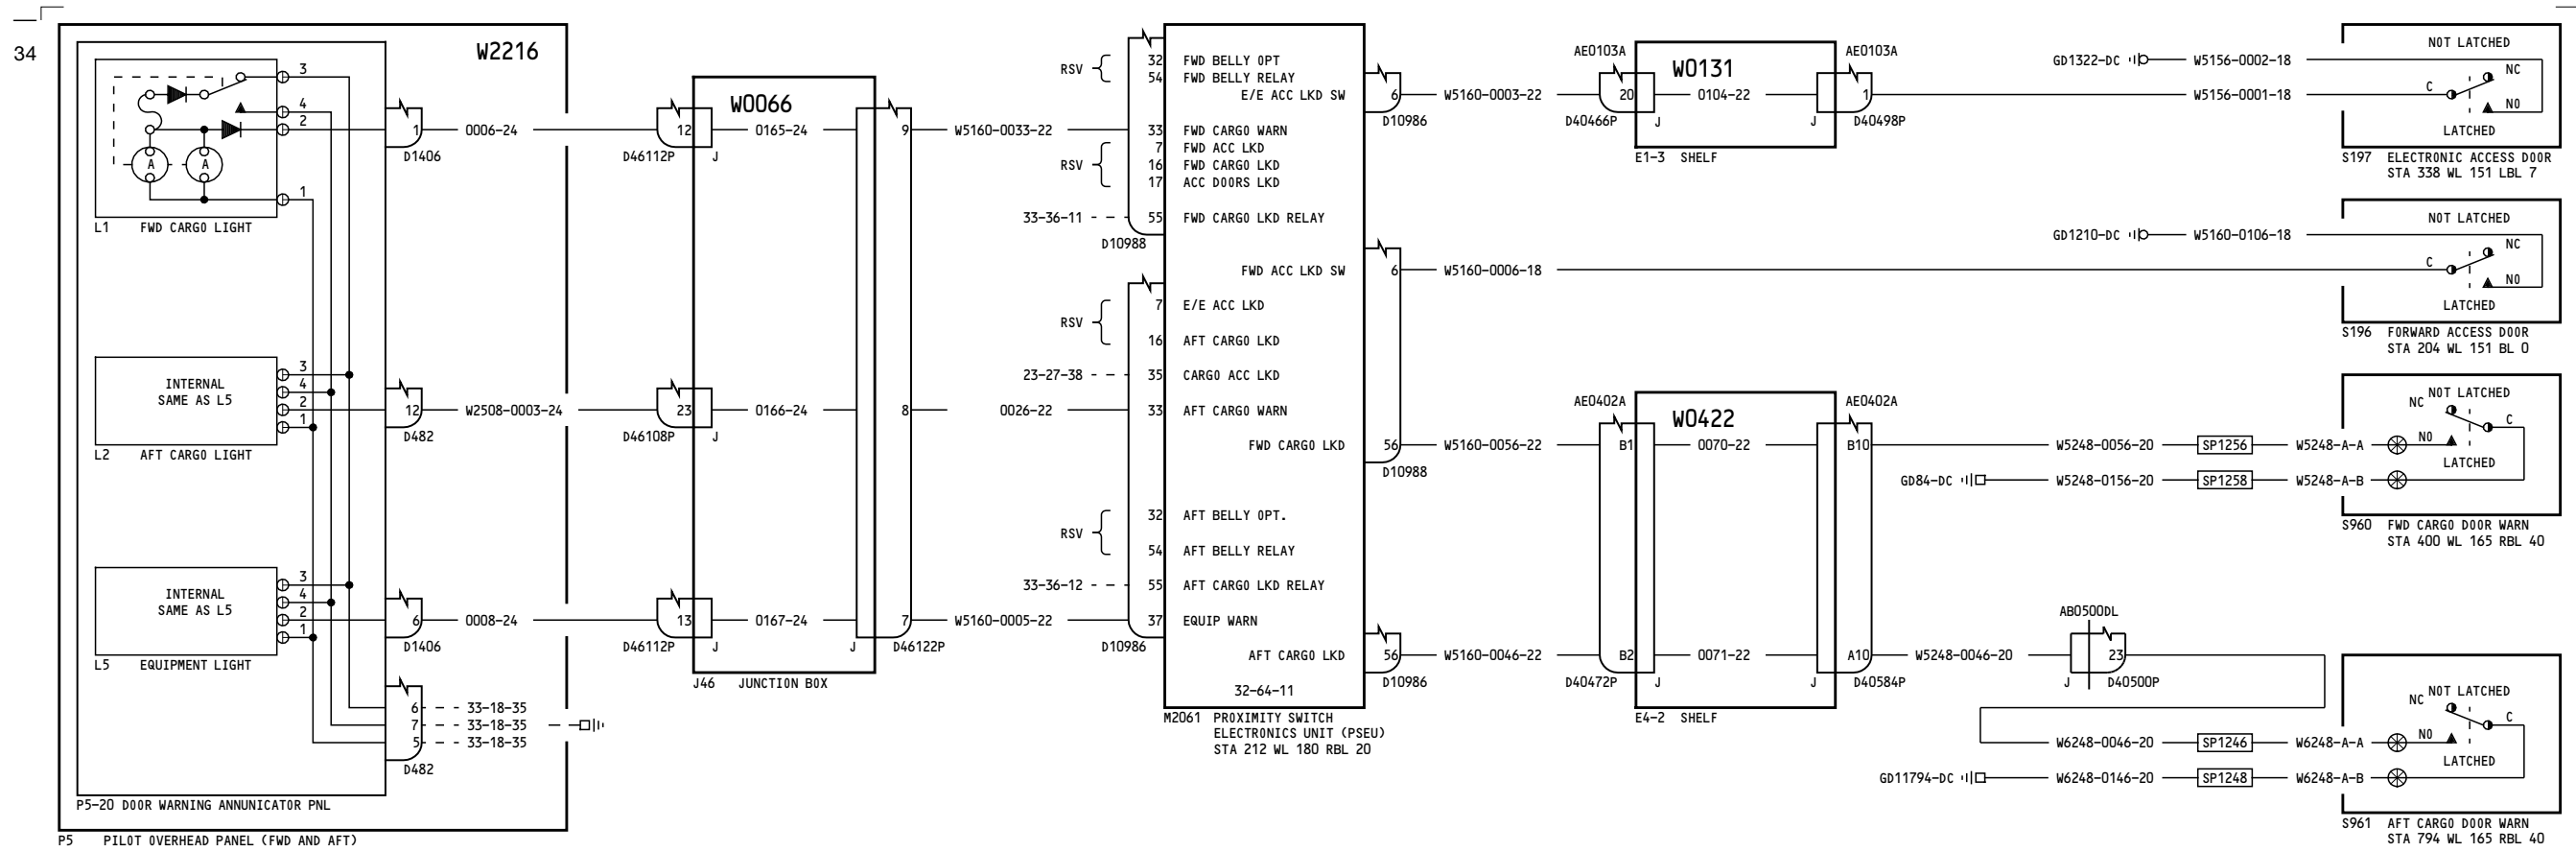 34
W2216
3
4
2
1
A
A
L1 FWD CARGO LIGHT
1
D1406
0006-24
INTERNAL
SAME AS L5
3
4
2
1
L2 AFT CARGO LIGHT
12
D482
W2508-0003-24
INTERNAL
SAME AS L5
3
4
2
1
L5 EQUIPMENT LIGHT
6
D1406
0008-24
6
33-18-35
7
33-18-35
5
33-18-35
D482
P5-20 DOOR WARNING ANNUNICATOR PNL
P5 PILOT OVERHEAD PANEL (FWD AND AFT)
W0066
12
D46112P
J
0165-24
9
W5160-0033-22
23
D46108P
J
0166-24
8
0026-22
13
D46112P
J
0167-24
7
W5160-0005-22
J
D46122P
J46 JUNCTION BOX
RSV
32 FWD BELLY OPT
54 FWD BELLY RELAY
E/E ACC LKD SW 6
D10986
33 FWD CARGO WARN
RSV
7 FWD ACC LKD
16 FWD CARGO LKD
17 ACC DOORS LKD
33-36-11
55 FWD CARGO LKD RELAY
D10988
FWD ACC LKD SW 6
RSV
7 E/E ACC LKD
16 AFT CARGO LKD
23-27-38
35 CARGO ACC LKD
33 AFT CARGO WARN
FWD CARGO LKD 56
D10988
RSV
32 AFT BELLY OPT.
54 AFT BELLY RELAY
33-36-12
55 AFT CARGO LKD RELAY
37 EQUIP WARN
D10986
AFT CARGO LKD 56
D10986
32-64-11
M2061 PROXIMITY SWITCH
ELECTRONICS UNIT (PSEU)
STA 212 WL 180 RBL 20
W5160-0003-22
AE0103A
20
D40466P
J
W0131
0104-22
AE0103A
1
J
D40498P
E1-3 SHELF
GD1322-DC
W5156-0002-18
W5156-0001-18
NOT LATCHED
NC
C
NO
LATCHED
S197 ELECTRONIC ACCESS DOOR
STA 338 WL 151 LBL 7
W5160-0006-18
GD1210-DC
W5160-0106-18
NOT LATCHED
NC
C
NO
LATCHED
S196 FORWARD ACCESS DOOR
STA 204 WL 151 BL 0
W5160-0056-22
AE0402A
B1
W0422
0070-22
AE0402A
B10
W5248-0056-20
SP1256
W5248-A-A
GD84-DC
W5248-0156-20
SP1258
W5248-A-B
NOT LATCHED
NC
C
NO
LATCHED
S960 FWD CARGO DOOR WARN
STA 400 WL 165 RBL 40
W5160-0046-22
B2
D40472P
J
0071-22
A10
J
D40584P
E4-2 SHELF
W5248-0046-20
AB0500DL
23
J
D40500P
W6248-0046-20
SP1246
W6248-A-A
GD11794-DC
W6248-0146-20
SP1248
W6248-A-B
NOT LATCHED
NC
C
NO
LATCHED
S961 AFT CARGO DOOR WARN
STA 794 WL 165 RBL 40